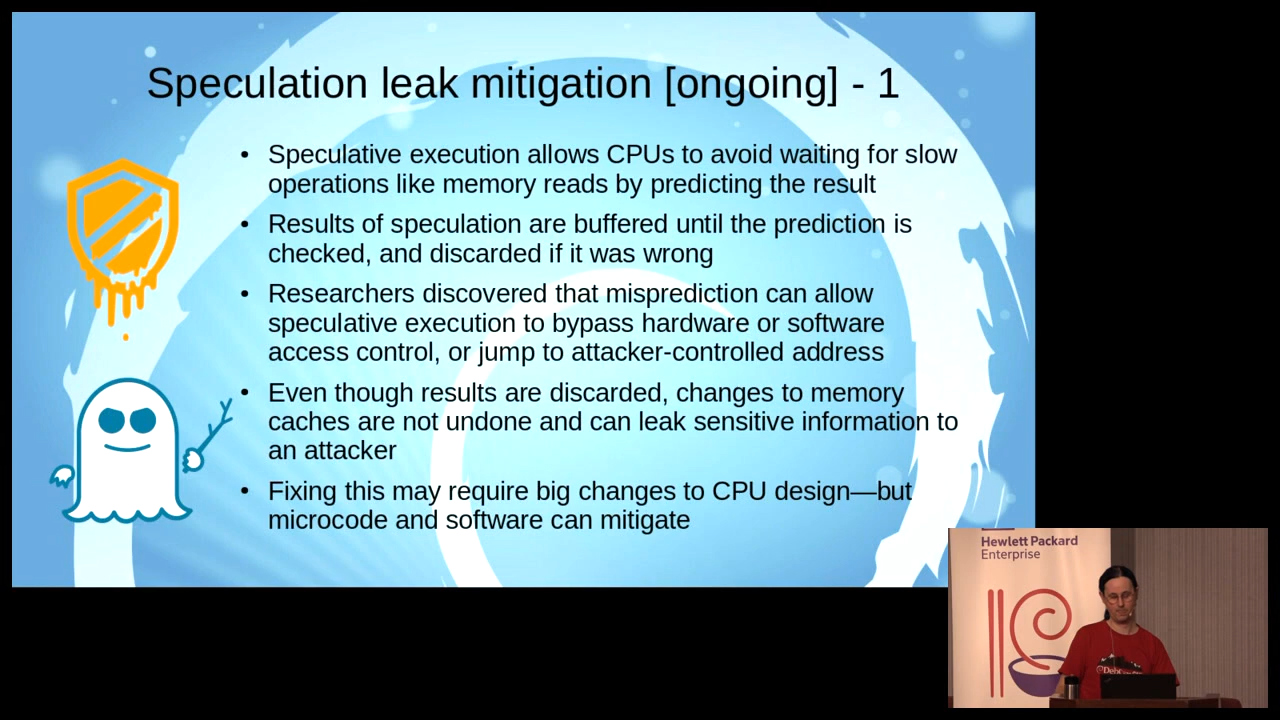 Speculation leak mitigation [ongoing] - 1
• Speculative execution allows CPUs to avoid waiting for slow
operations like memory reads by predicting the result
• Results of speculation are buffered until the prediction is
checked, and discarded if it was wrong
• Researchers discovered that misprediction can allow
speculative execution to bypass hardware or software
access control, or jump to attacker-controlled address
• Even though results are discarded, changes to memory
caches are not undone and can leak sensitive information to
an attacker
• Fixing this may require big changes to CPU design—but
microcode and software can mitigate
Hewlett Packard
Enterprise